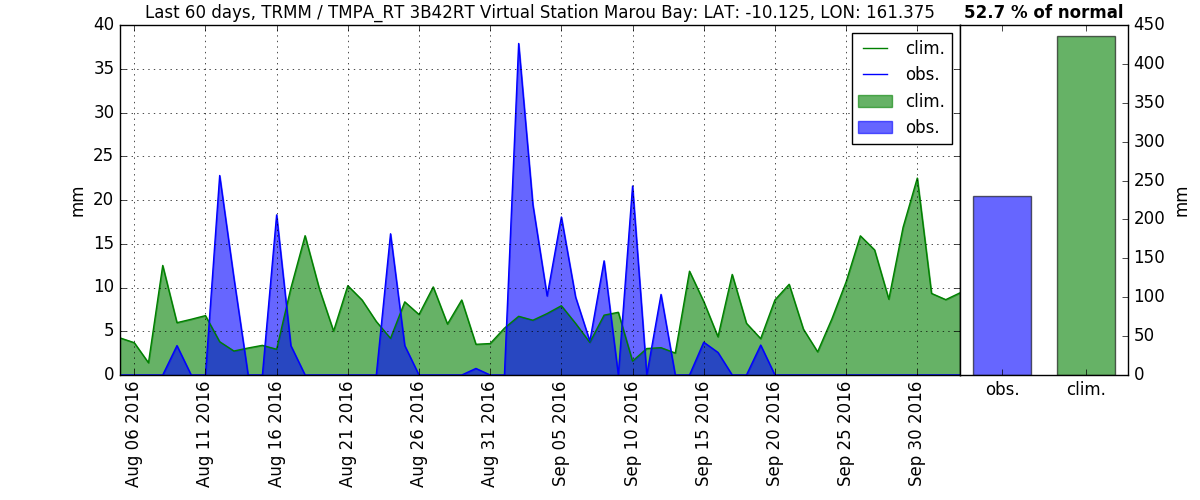 Last 60 days, TRMM / TMPA_RT 3B42RT Virtual Station Marou Bay: LAT: -10.125, LON: 161.375
52.7 % of normal
40
35
30
25
20
15
10
5
0
mm
clim.
obs.
clim.
obs.
Aug 06 2016
Aug 11 2016
Aug 16 2016
Aug 21 2016
Aug 26 2016
Aug 31 2016
Sep 05 2016
Sep 10 2016
Sep 15 2016
Sep 20 2016
Sep 25 2016
Sep 30 2016
450
400
350
300
250
200
150
100
50
0
mm
obs.
clim.